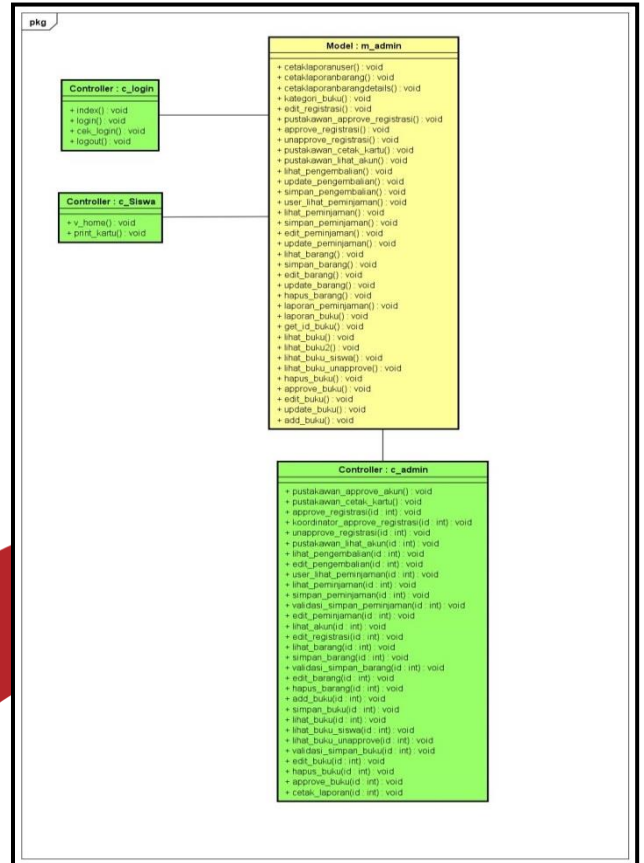 pkg
Model : m_admin
+ cetaklaporanuser() : void
+ cetaklaporanbarang() : void
+ cetaklaporanbarangdetails() : void
+ kategori_buku() : void
+ edit_registrasi() : void
+ pustakawan_approve_registrasi() : void
+ approve_registrasi() : void
+ unapprove_registrasi() : void
+ pustakawan_cetak_kartu() : void
+ pustakawan_lihat_akun() : void
+ lihat_pengembalian() : void
+ update_pengembalian() : void
+ simpan_pengembalian() : void
+ user_lihat_peminjaman() : void
+ lihat_peminjaman() : void
+ simpan_peminjaman() : void
+ edit_peminjaman() : void
+ update_peminjaman() : void
+ lihat_barang() : void
+ simpan_barang() : void
+ edit_barang() : void
+ update_barang() : void
+ hapus_barang() : void
+ laporan_peminjaman() : void
+ laporan_buku() : void
+ get_id_buku() : void
+ lihat_buku() : void
+ lihat_buku2() : void
+ lihat_buku_siswa() : void
+ lihat_buku_unapprove() : void
+ hapus_buku() : void
+ approve_buku() : void
+ edit_buku() : void
+ update_buku() : void
+ add_buku() : void
Controller : c_login
+ index() : void
+ login() : void
+ cek_login() : void
+ logout() : void
Controller : c_Siswa
+ v_home() : void
+ print_kartu() : void
Controller : c_admin
+ pustakawan_approve_akun() : void
+ pustakawan_cetak_kartu() : void
+ approve_registrasi(id : int) : void
+ koordinator_approve_registrasi(id : int) : void
+ unapprove_registrasi(id : int) : void
+ pustakawan_lihat_akun(id : int) : void
+ lihat_pengembalian(id : int) : void
+ edit_pengembalian(id : int) : void
+ user_lihat_peminjaman(id : int) : void
+ lihat_peminjaman(id : int) : void
+ simpan_peminjaman(id : int) : void
+ validasi_simpan_peminjaman(id : int) : void
+ edit_peminjaman(id : int) : void
+ lihat_akun(id : int) : void
+ edit_registrasi(id : int) : void
+ lihat_barang(id : int) : void
+ simpan_barang(id : int) : void
+ validasi_simpan_barang(id : int) : void
+ edit_barang(id : int) : void
+ hapus_barang(id : int) : void
+ add_buku(id : int) : void
+ simpan_buku(id : int) : void
+ lihat_buku(id : int) : void
+ lihat_buku_siswa(id : int) : void
+ lihat_buku_unapprove(id : int) : void
+ validasi_simpan_buku(id : int) : void
+ edit_buku(id : int) : void
+ hapus_buku(id : int) : void
+ approve_buku(id : int) : void
+ cetak_laporan(id : int) : void